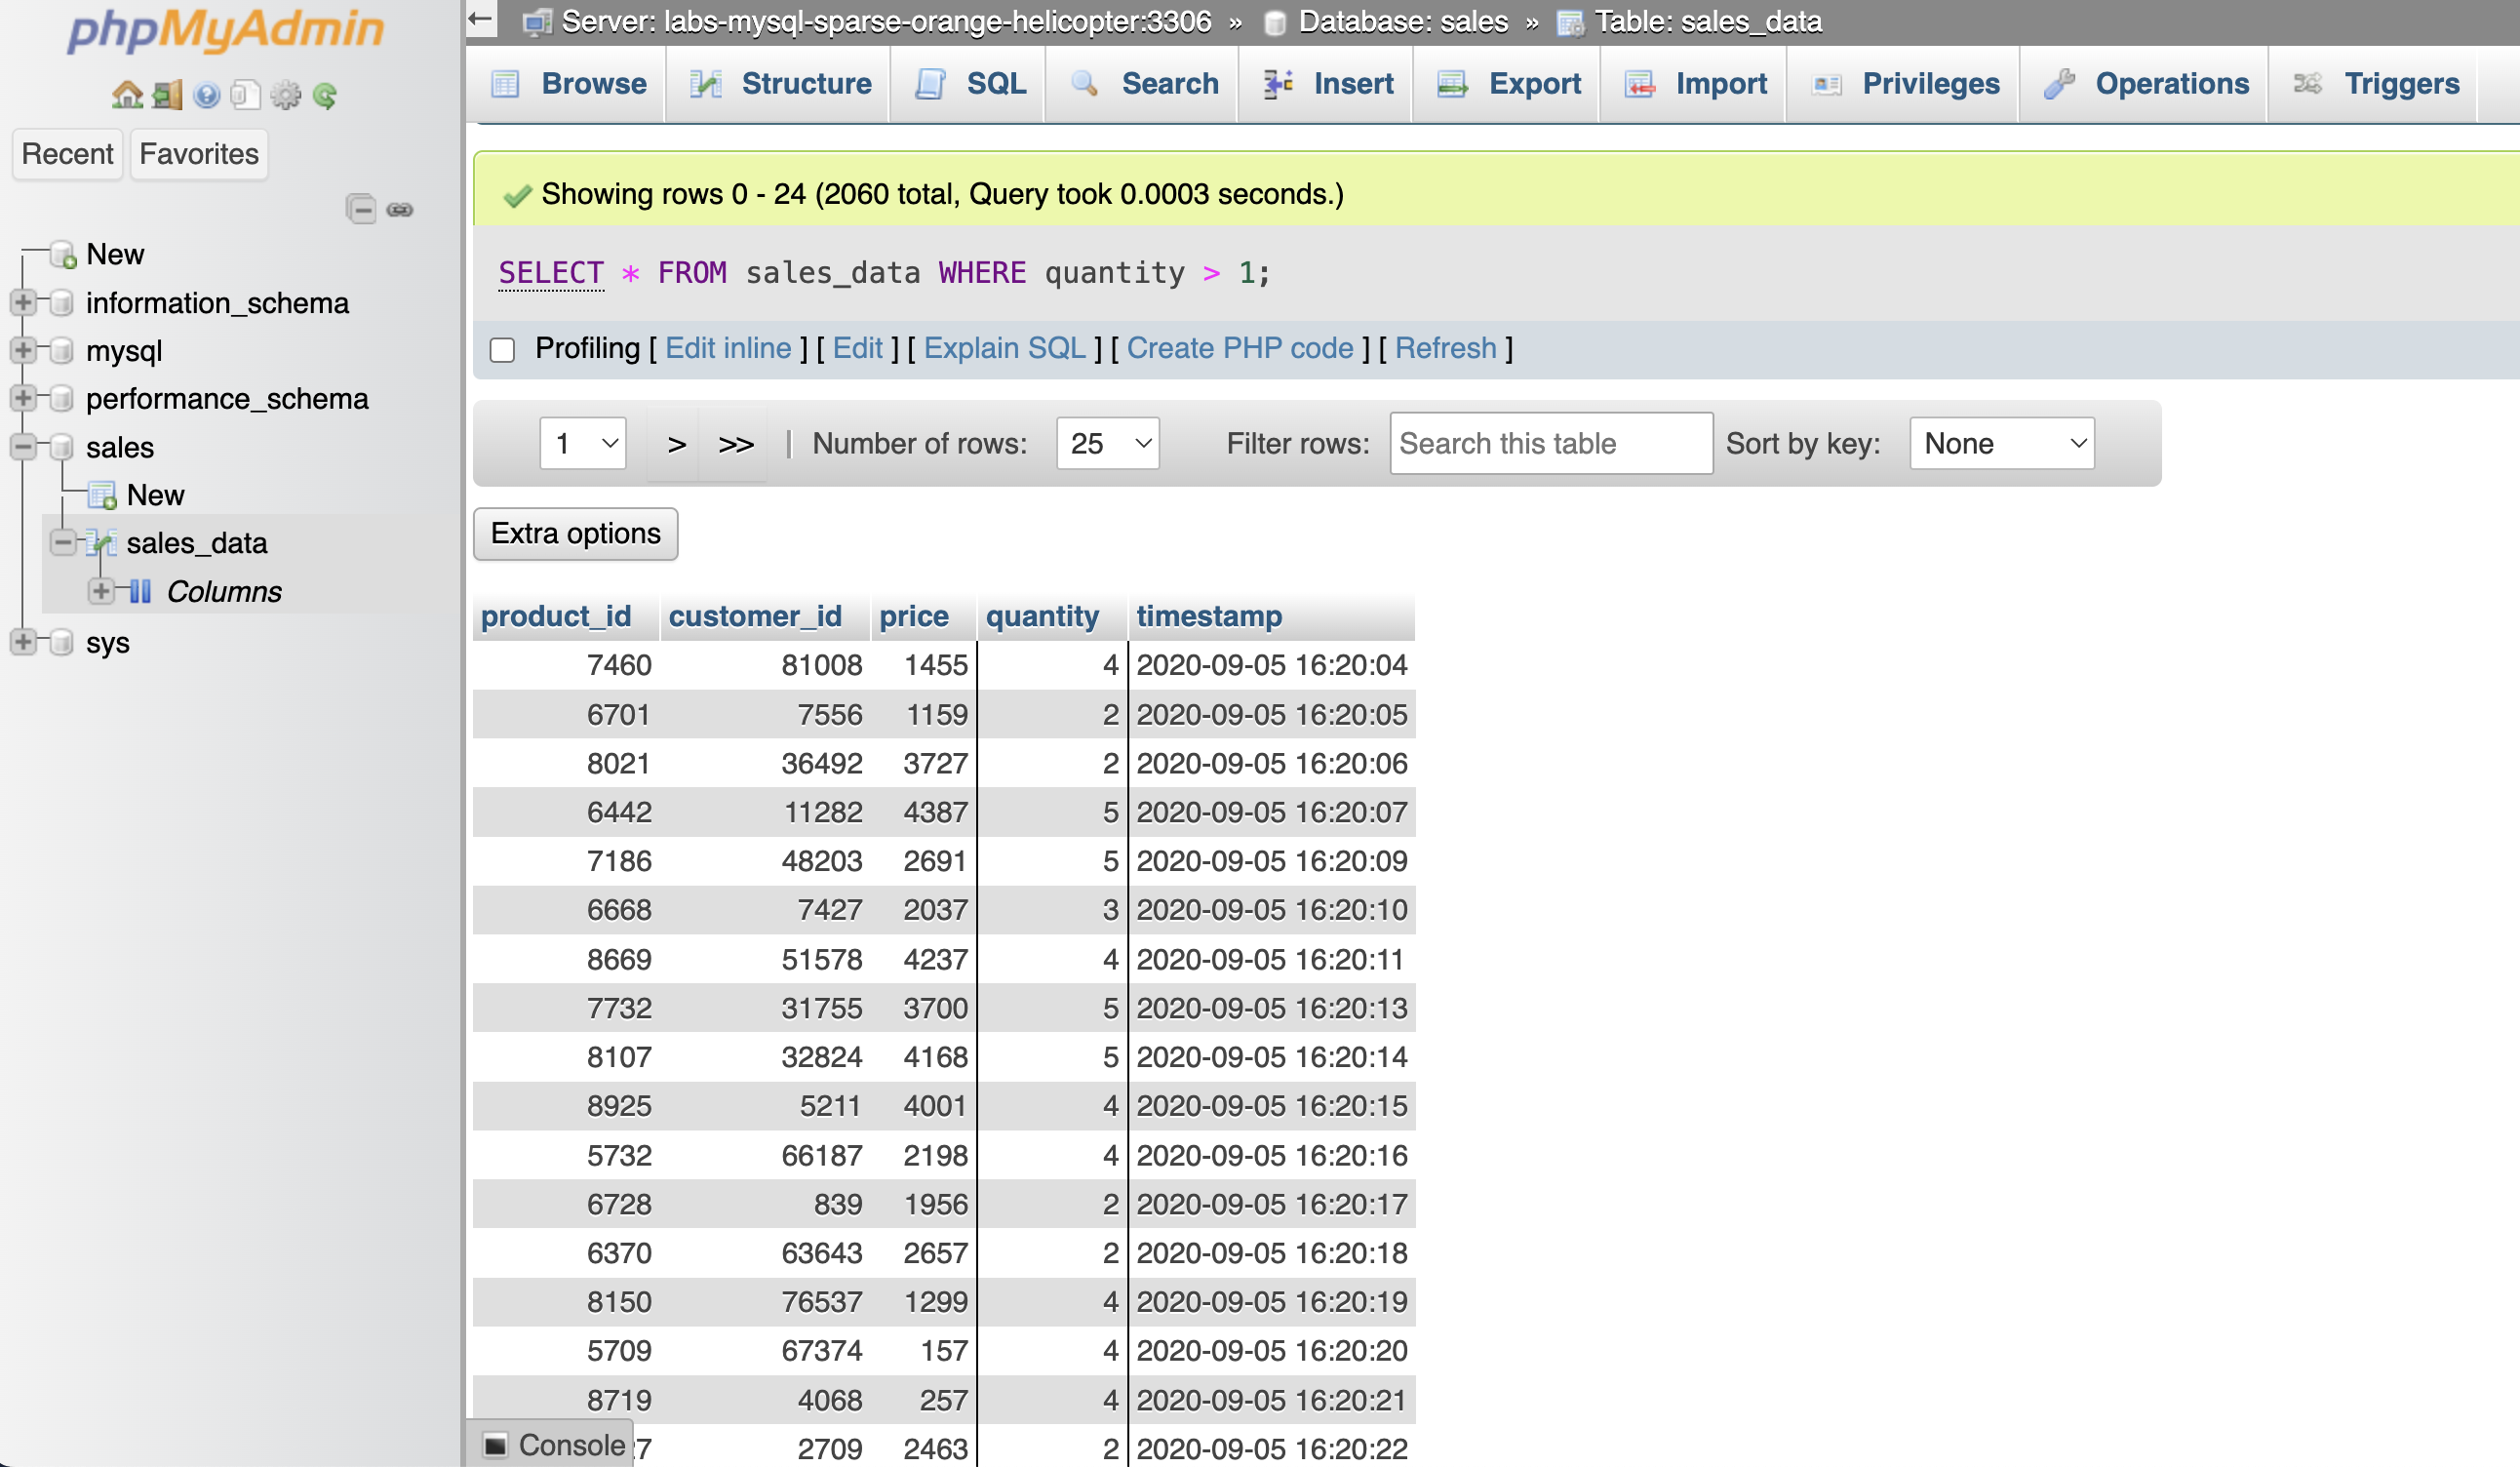 phpMyAdmin
Recent Favorites
New
information_schema
mysql
performance_schema
sales
New
sales_data
Columns
sys
Server: labs-mysql-sparse-orange-helicopter:3306 » Database: sales » Table: sales_data
Browse Structure SQL Search Insert Export Import Privileges Operations Triggers
Showing rows 0 - 24 (2060 total, Query took 0.0003 seconds.)
SELECT * FROM sales_data WHERE quantity > 1;
Profiling [ Edit inline ] [ Edit ] [ Explain SQL ] [ Create PHP code ] [ Refresh ]
1 > >> | Number of rows: 25 Filter rows: Search this table Sort by key: None
Extra options
product_id customer_id price quantity timestamp
7460 81008 1455 4 2020-09-05 16:20:04
6701 7556 1159 2 2020-09-05 16:20:05
8021 36492 3727 2 2020-09-05 16:20:06
6442 11282 4387 5 2020-09-05 16:20:07
7186 48203 2691 5 2020-09-05 16:20:09
6668 7427 2037 3 2020-09-05 16:20:10
8669 51578 4237 4 2020-09-05 16:20:11
7732 31755 3700 5 2020-09-05 16:20:13
8107 32824 4168 5 2020-09-05 16:20:14
8925 5211 4001 4 2020-09-05 16:20:15
5732 66187 2198 4 2020-09-05 16:20:16
6728 839 1956 2 2020-09-05 16:20:17
6370 63643 2657 2 2020-09-05 16:20:18
8150 76537 1299 4 2020-09-05 16:20:19
5709 67374 157 4 2020-09-05 16:20:20
8719 4068 257 4 2020-09-05 16:20:21
2709 2463 2 2020-09-05 16:20:22
Console